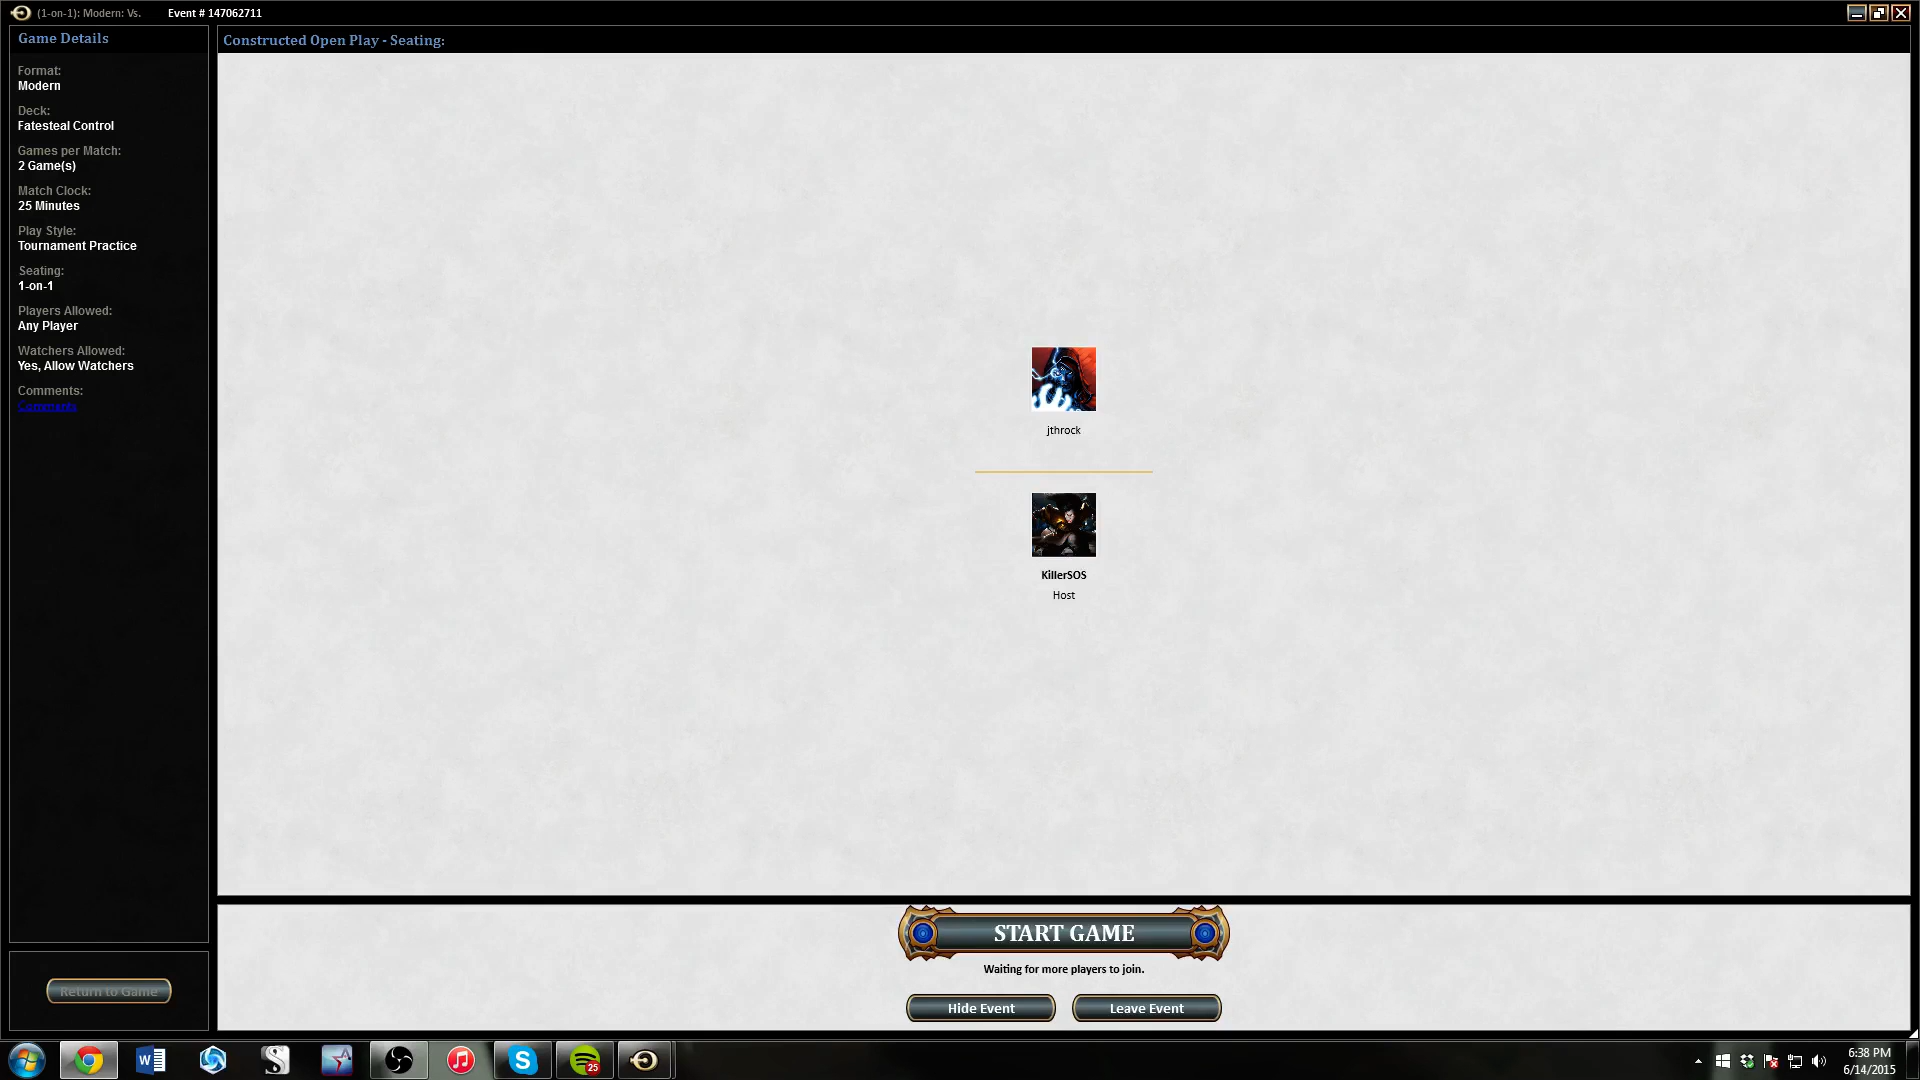 (1-on-1): Modern: Vs. Event # 147062711
Game Details
Format:
Modern
Deck:
Fatesteal Control
Games per Match:
2 Game(s)
Match Clock:
25 Minutes
Play Style:
Tournament Practice
Seating:
1-on-1
Players Allowed:
Any Player
Watchers Allowed:
Yes, Allow Watchers
Comments:
Comments
Return to Game
Constructed Open Play - Seating:
jthrock
KillerSOS
Host
START GAME
Waiting for more players to join.
Hide Event Leave Event
25
6:38 PM
6/14/2015